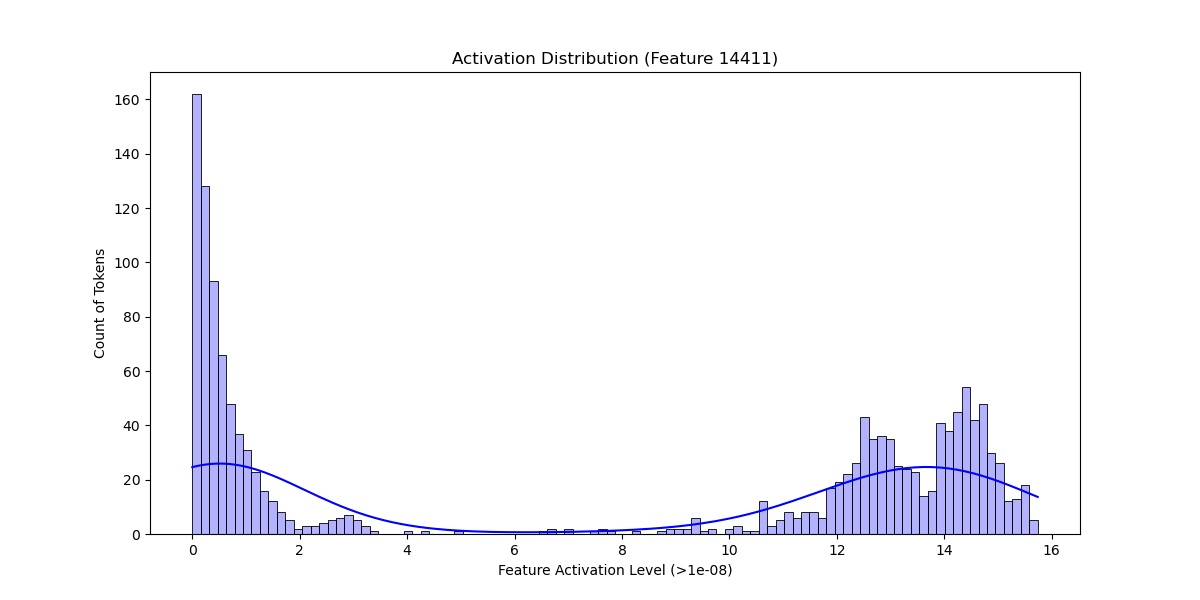 Activation Distribution (Feature 14411)
160
140
120
100
80
60
40
20
0
Count of Tokens
0 2 4 6 8 10 12 14 16
Feature Activation Level (>1e-08)